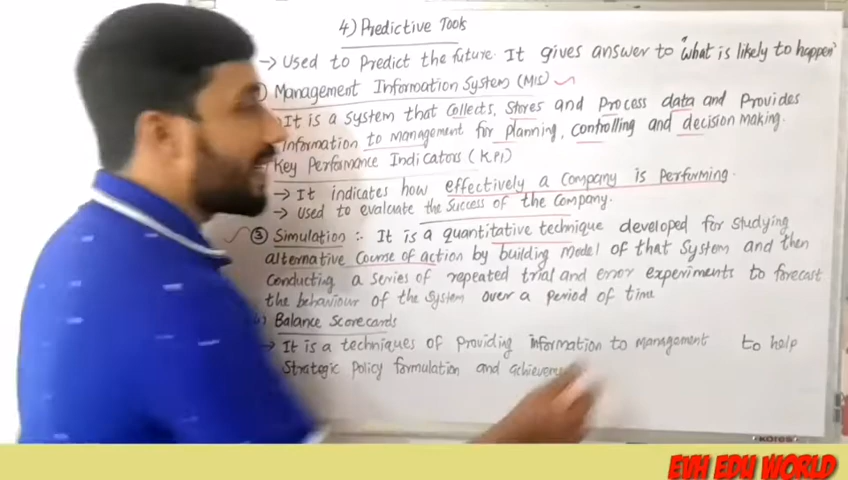 4) Predictive Tools
→ Used to Predict the future. It gives answer to "what is likely to happen"
Management Information System (MIS)
It is a system that Collects, Stores and Process data and Provides
information to management for planning, controlling and decision making.
Key Performance Indicators (KPI)
→ It indicates how effectively a Company is Performing.
→ Used to evaluate the Success of the Company.
③ Simulation :- It is a quantitative technique developed for studying
alternative Course of action by building Model of that System and then
Conducting a series of repeated trial and error experiments to forecast
the behaviour of the System over a period of time
Balance Scorecards
→ It is a techniques of Providing information to management to help
Strategic Policy formulation and
KORES
EVH EDU WORLD